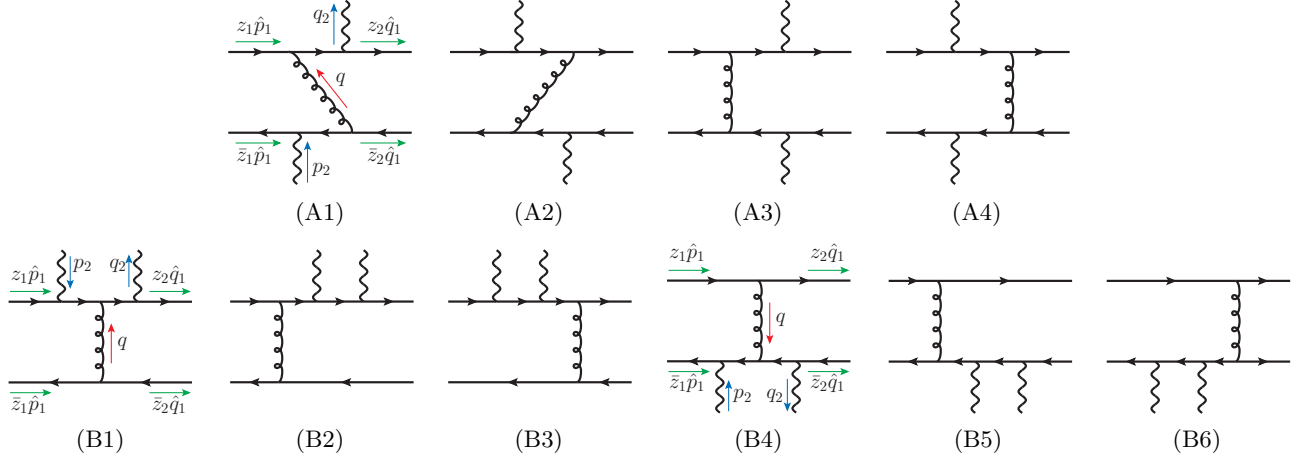 z₁p̂₁ q₂ z₂q̂₁
q
z̄₁p̂₁ p₂ z̄₂q̂₁
(A1) (A2) (A3) (A4)
z₁p̂₁ p₂ q₂ z₂q̂₁ z₁p̂₁ z₂q̂₁
q q
z̄₁p̂₁ z̄₂q̂₁ z̄₁p̂₁ p₂ q₂ z̄₂q̂₁
(B1) (B2) (B3) (B4) (B5) (B6)